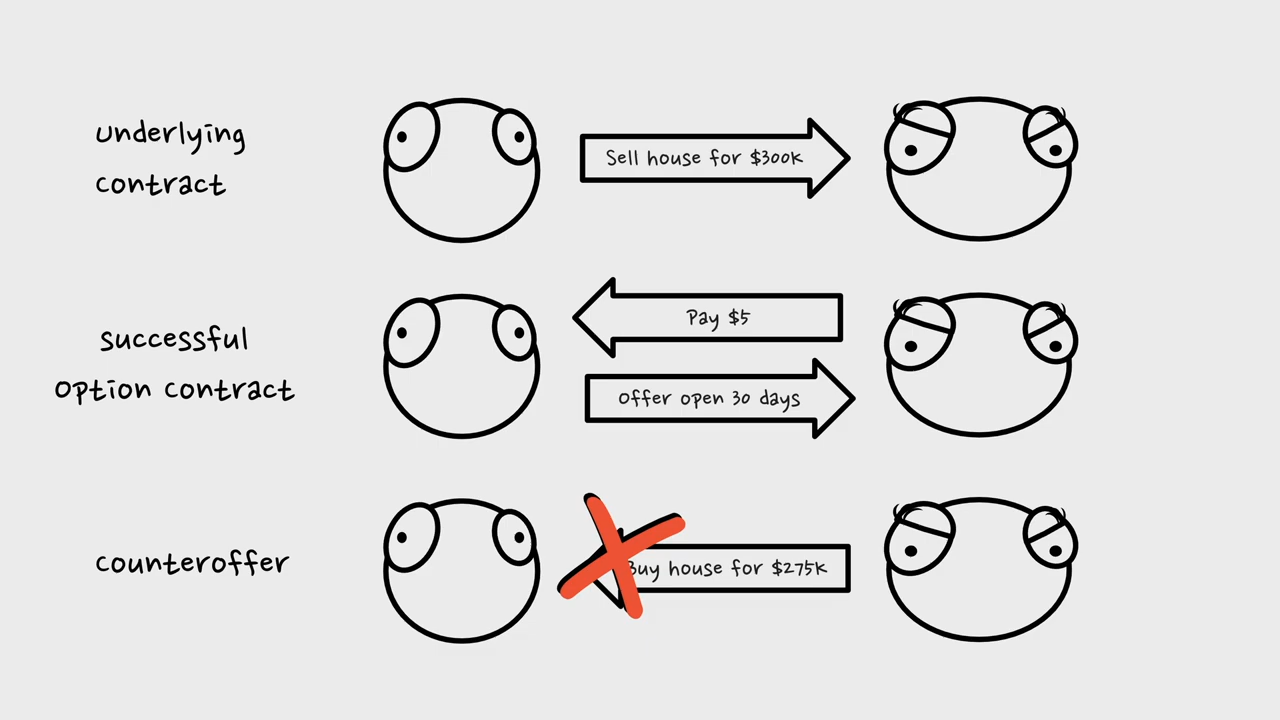 underlying
contract
Sell house for $300k
Pay $5
successful
option contract
Offer open 30 days
counteroffer
Buy house for $275k